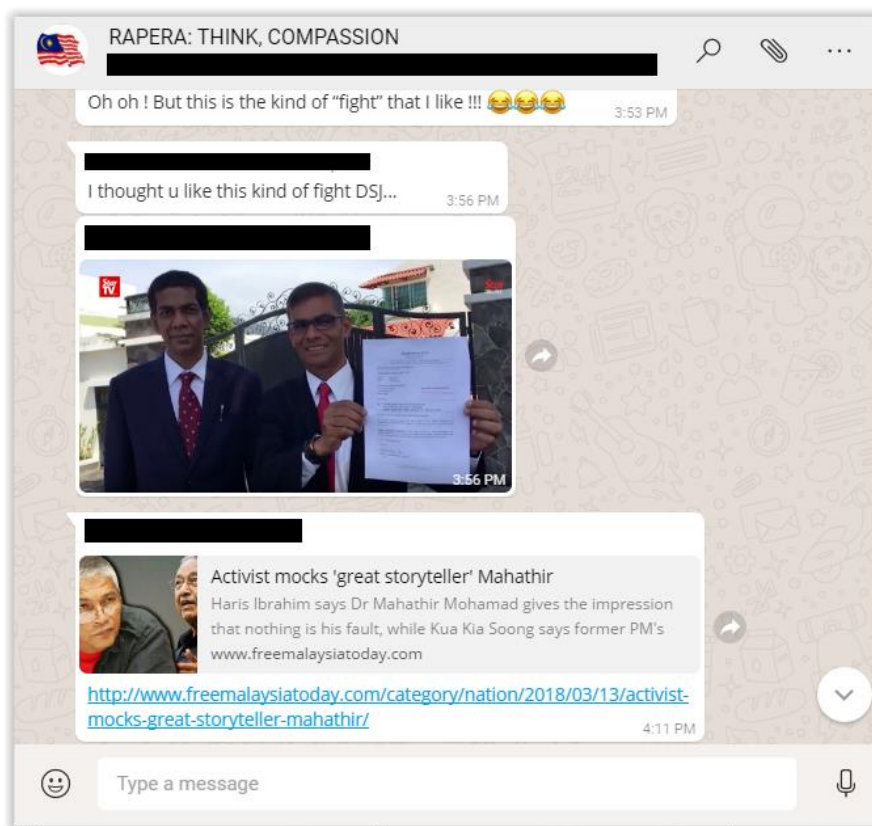 RAPERA: THINK, COMPASSION
Oh oh ! But this is the kind of “fight” that I like !!! 😂😂😂
3:53 PM
I thought u like this kind of fight DSJ...
3:56 PM
Star
TV
Star
3:56 PM
Activist mocks 'great storyteller' Mahathir
Haris Ibrahim says Dr Mahathir Mohamad gives the impression
that nothing is his fault, while Kua Kia Soong says former PM's
www.freemalaysiatoday.com
http://www.freemalaysiatoday.com/category/nation/2018/03/13/activist-
mocks-great-storyteller-mahathir/
4:11 PM
Type a message